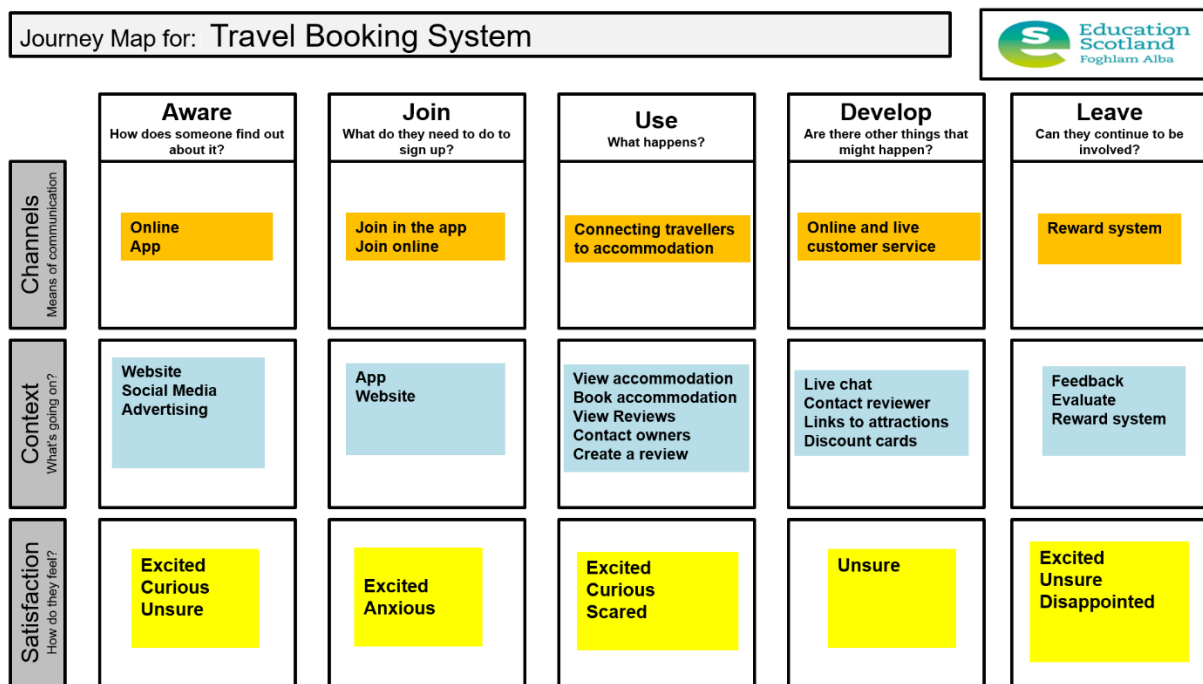 Journey Map for: Travel Booking System
Education
Scotland
Foghlam Alba
Aware
How does someone find out
about it?
Join
What do they need to do to
sign up?
Use
What happens?
Develop
Are there other things that
might happen?
Leave
Can they continue to be
involved?
Channels
Means of communication
Online
App
Join in the app
Join online
Connecting travellers
to accommodation
Online and live
customer service
Reward system
Context
What's going on?
Website
Social Media
Advertising
App
Website
View accommodation
Book accommodation
View Reviews
Contact owners
Create a review
Live chat
Contact reviewer
Links to attractions
Discount cards
Feedback
Evaluate
Reward system
Satisfaction
How do they feel?
Excited
Curious
Unsure
Excited
Anxious
Excited
Curious
Scared
Unsure
Excited
Unsure
Disappointed